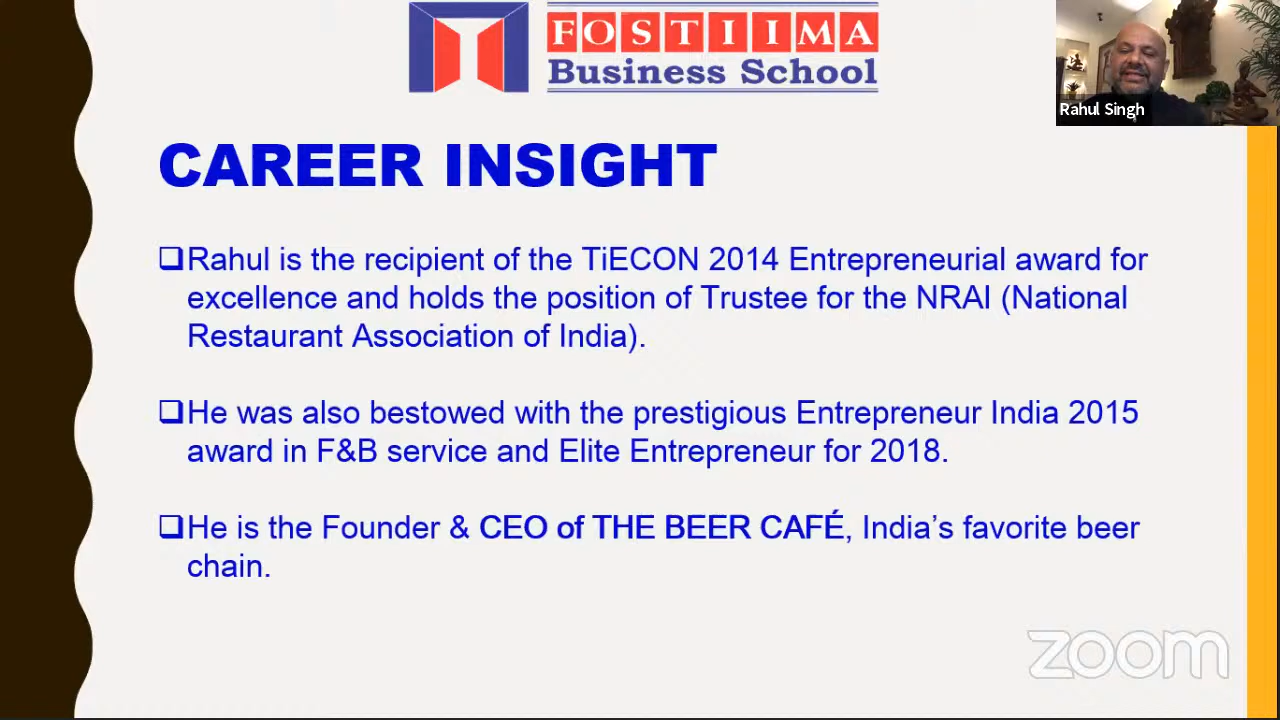 FOSTIIMA
Business School
Rahul Singh
CAREER INSIGHT
Rahul is the recipient of the TiECON 2014 Entrepreneurial award for
excellence and holds the position of Trustee for the NRAI (National
Restaurant Association of India).
He was also bestowed with the prestigious Entrepreneur India 2015
award in F&B service and Elite Entrepreneur for 2018.
He is the Founder & CEO of THE BEER CAFÉ, India’s favorite beer
chain.
zoom